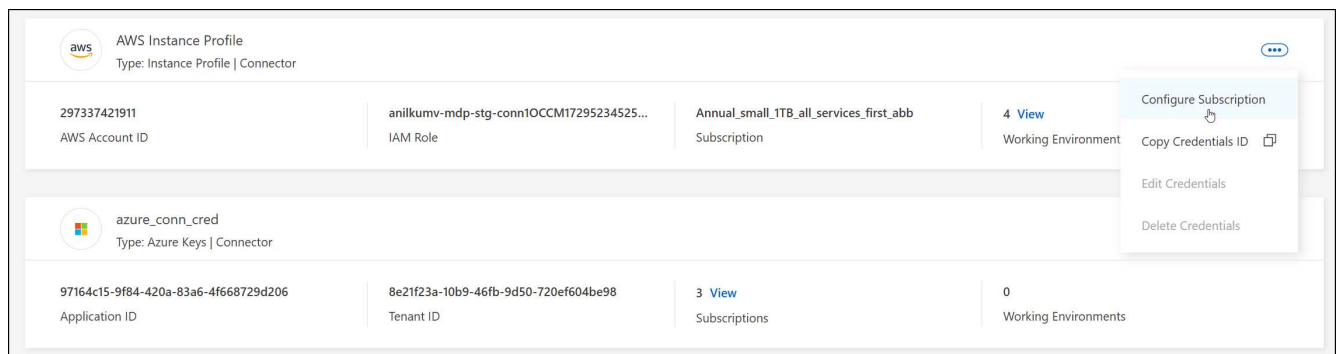 aws
AWS Instance Profile
Type: Instance Profile | Connector
297337421911
AWS Account ID
anilkumv-mdp-stg-conn1OCCM17295234525...
IAM Role
Annual_small_1TB_all_services_first_abb
Subscription
4 View
Working Environment
Configure Subscription
Copy Credentials ID
Edit Credentials
Delete Credentials
azure_conn_cred
Type: Azure Keys | Connector
97164c15-9f84-420a-83a6-4f668729d206
Application ID
8e21f23a-10b9-46fb-9d50-720ef604be98
Tenant ID
3 View
Subscriptions
0
Working Environments